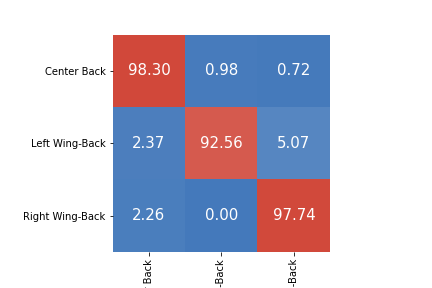 Center Back 98.30 0.98 0.72
Left Wing-Back 2.37 92.56 5.07
Right Wing-Back 2.26 0.00 97.74
Back
-Back
-Back